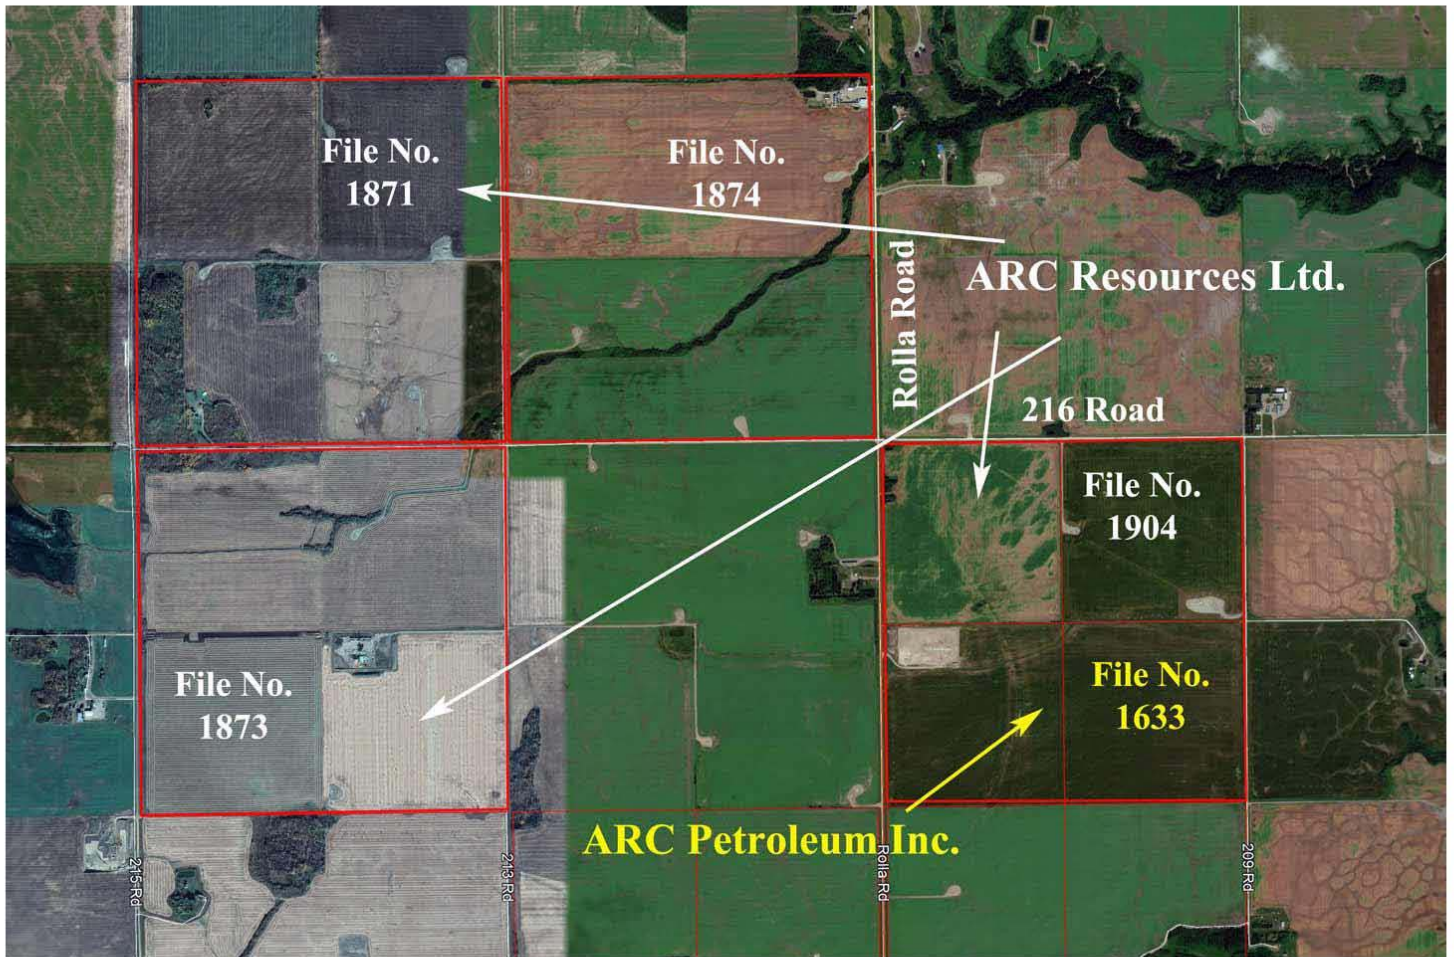 File No.
1871
File No.
1874
Rolla Road
ARC Resources Ltd.
216 Road
File No.
1904
File No.
1873
File No.
1633
ARC Petroleum Inc.
215 Rd
213 Rd
Rolla Rd
209 Rd